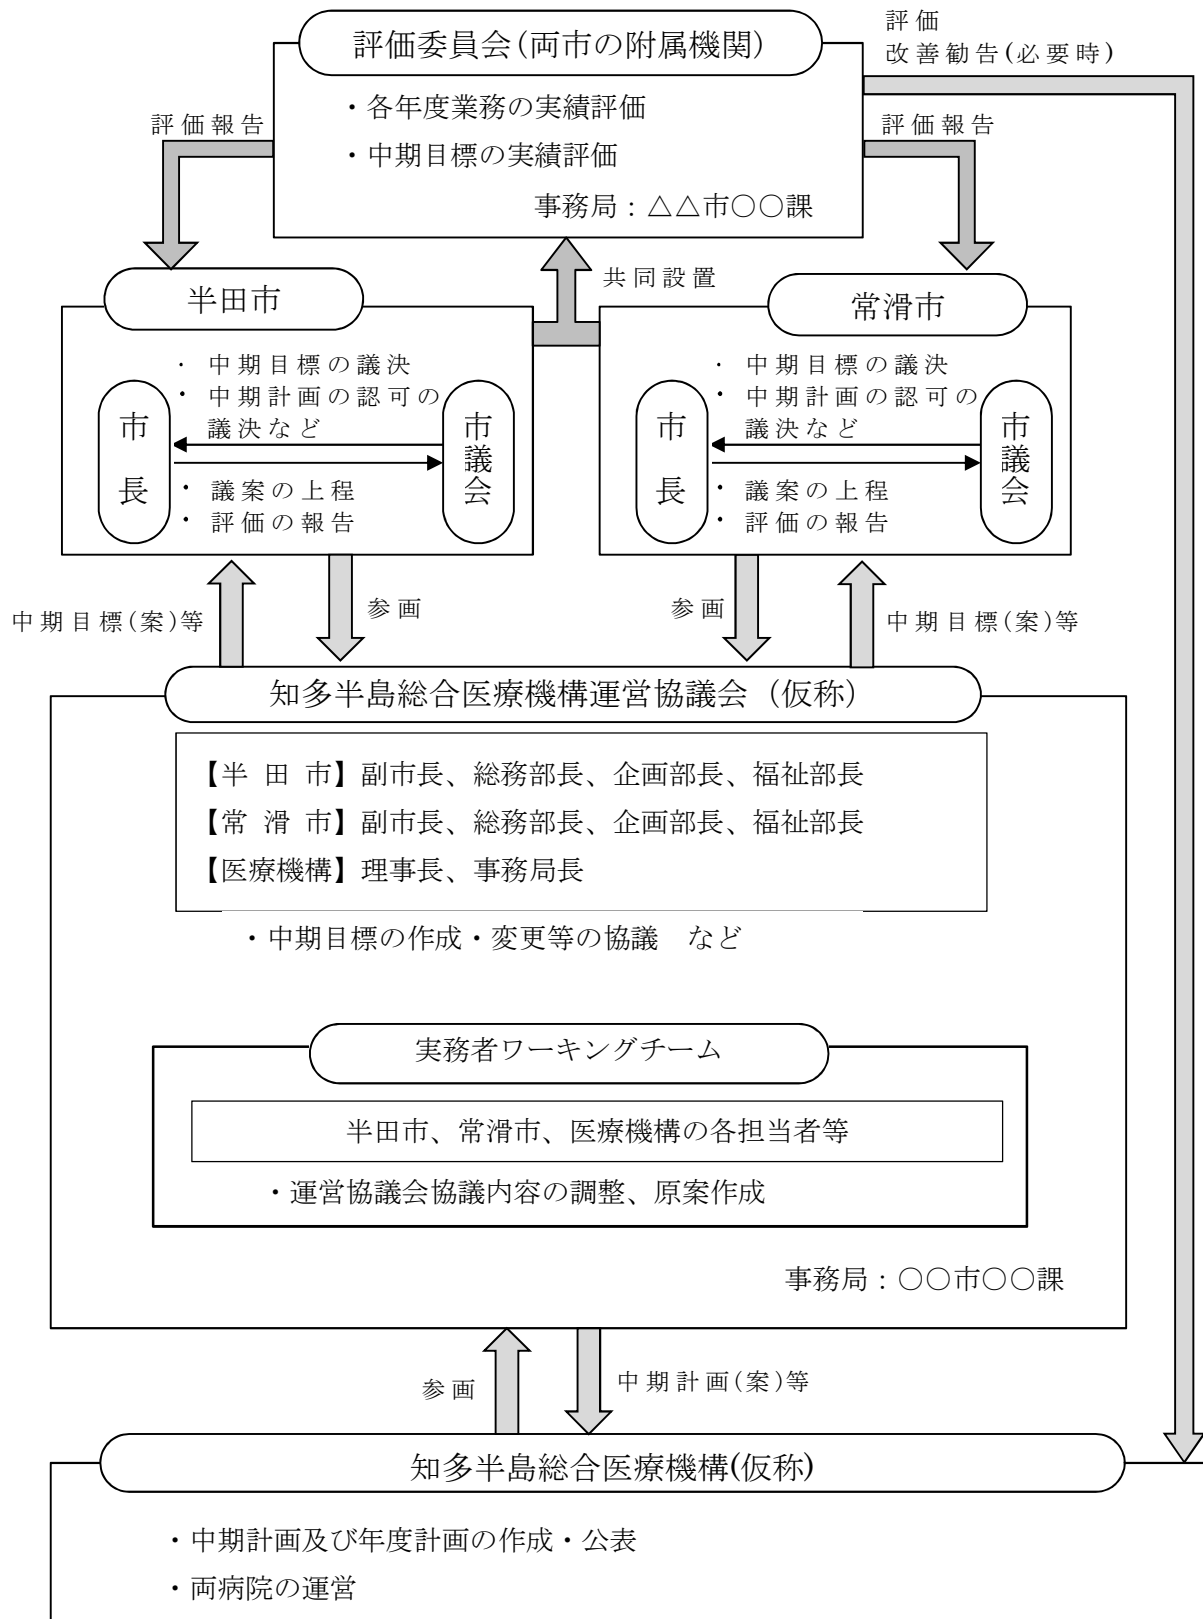 評価委員会(両市の附属機関)
・各年度業務の実績評価
・中期目標の実績評価
事務局：△△市○○課
評価
改善勧告(必要時)
評価報告
評価報告
共同設置
半田市
・ 中期目標の議決
・ 中期計画の認可の
議決など
市長
市議会
・ 議案の上程
・ 評価の報告
常滑市
・ 中期目標の議決
・ 中期計画の認可の
議決など
市長
市議会
・ 議案の上程
・ 評価の報告
中期目標(案)等
参画
参画
中期目標(案)等
知多半島総合医療機構運営協議会（仮称）
【半 田 市】副市長、総務部長、企画部長、福祉部長
【常 滑 市】副市長、総務部長、企画部長、福祉部長
【医療機構】理事長、事務局長
・中期目標の作成・変更等の協議　など
実務者ワーキングチーム
半田市、常滑市、医療機構の各担当者等
・運営協議会協議内容の調整、原案作成
事務局：○○市○○課
参画
中期計画(案)等
知多半島総合医療機構(仮称)
・中期計画及び年度計画の作成・公表
・両病院の運営